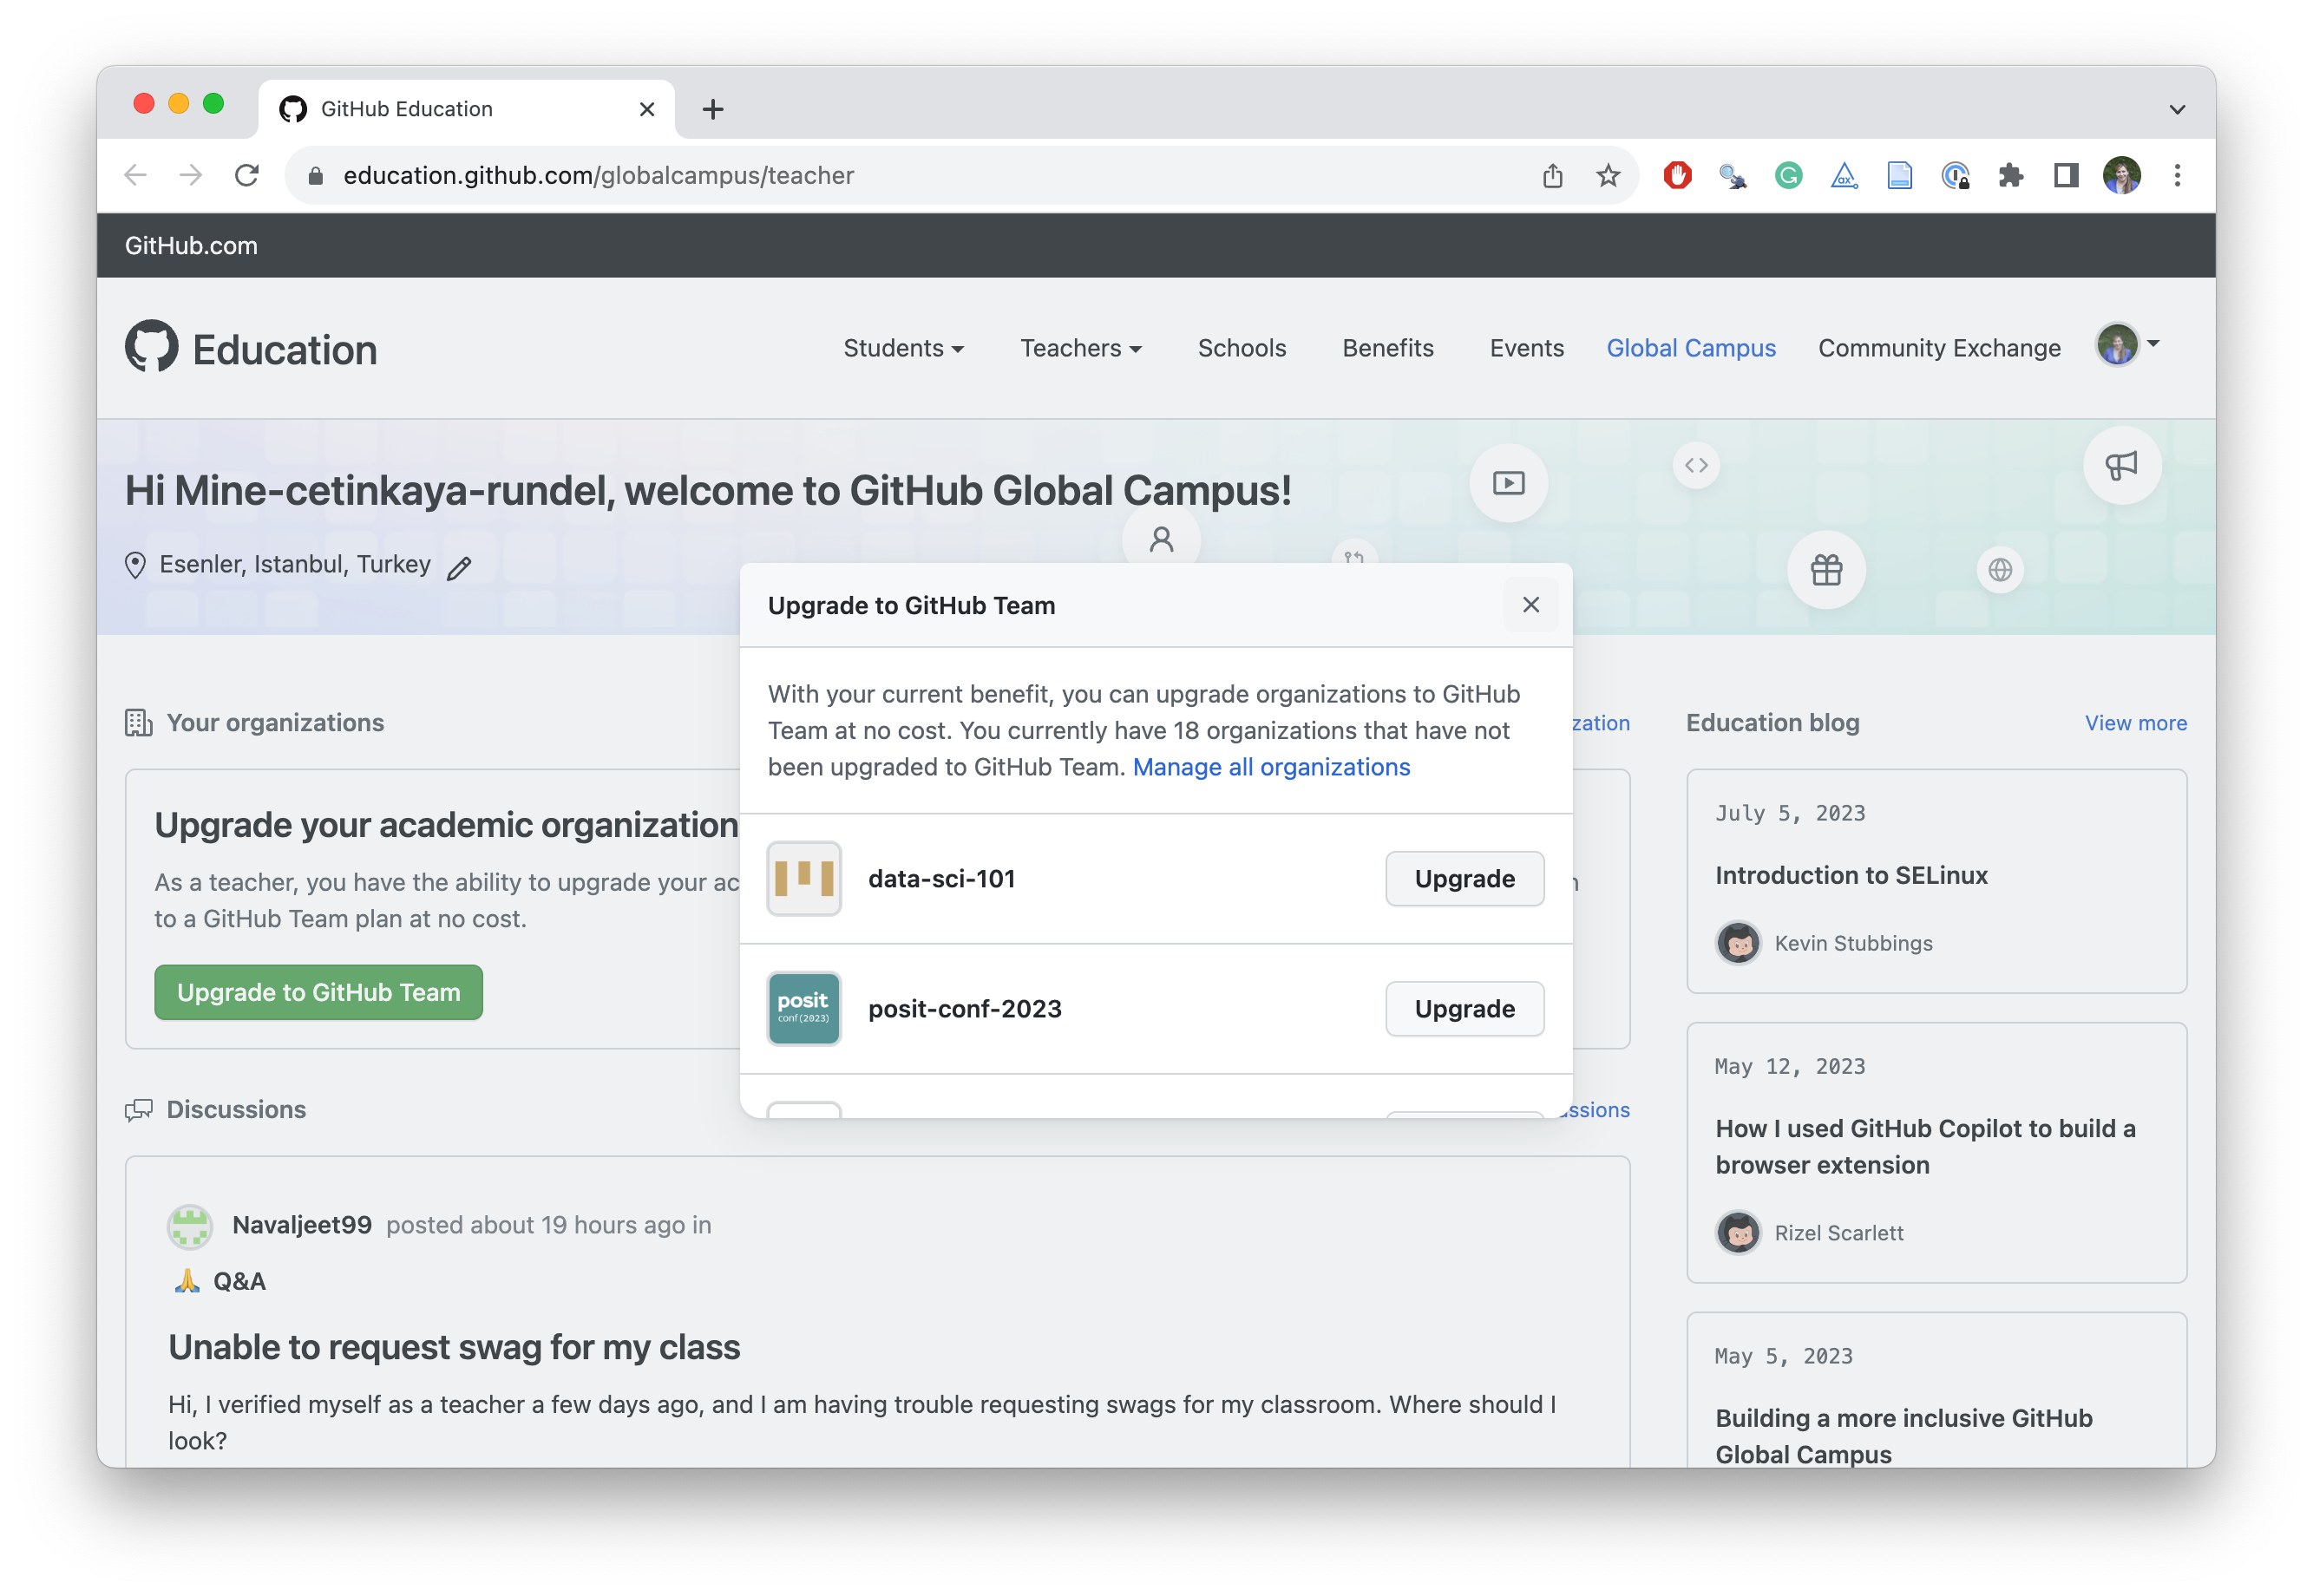 GitHub Education
education.github.com/globalcampus/teacher
GitHub.com
Education
Students
Teachers
Schools
Benefits
Events
Global Campus
Community Exchange
Hi Mine-cetinkaya-rundel, welcome to GitHub Global Campus!
Esenler, Istanbul, Turkey
Upgrade to GitHub Team
With your current benefit, you can upgrade organizations to GitHub
Team at no cost. You currently have 18 organizations that have not
been upgraded to GitHub Team. Manage all organizations
data-sci-101
Upgrade
posit
conf(2023)
posit-conf-2023
Upgrade
Your organizations
zation
Upgrade your academic organization
As a teacher, you have the ability to upgrade your ac
to a GitHub Team plan at no cost.
Upgrade to GitHub Team
Discussions
ssions
Navaljeet99 posted about 19 hours ago in
🙏 Q&A
Unable to request swag for my class
Hi, I verified myself as a teacher a few days ago, and I am having trouble requesting swags for my classroom. Where should I
look?
Education blog
View more
July 5, 2023
Introduction to SELinux
Kevin Stubbings
May 12, 2023
How I used GitHub Copilot to build a
browser extension
Rizel Scarlett
May 5, 2023
Building a more inclusive GitHub
Global Campus